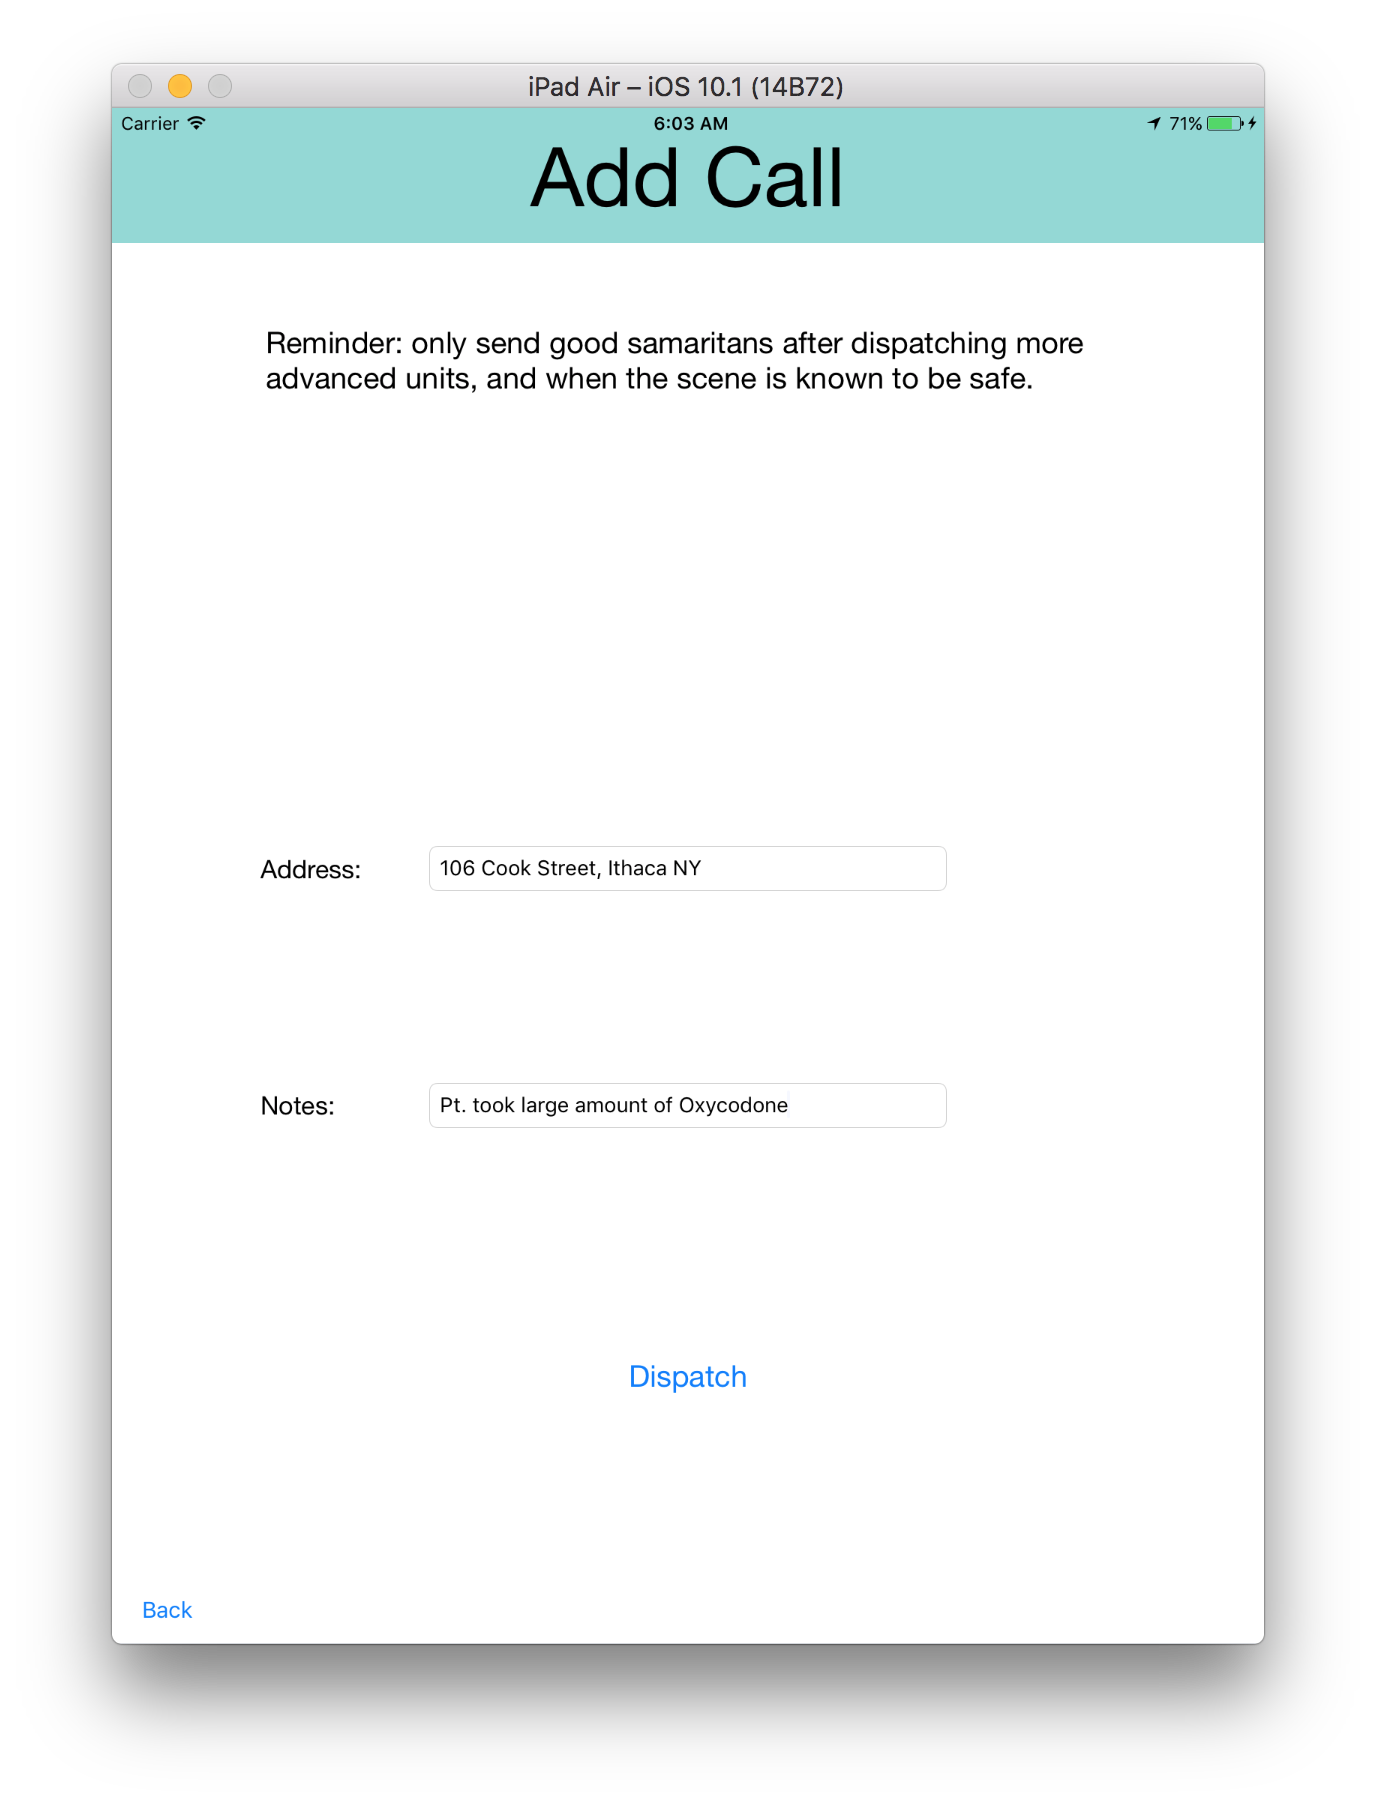 iPad Air – iOS 10.1 (14B72)
Carrier 6:03 AM 71%
Add Call
Reminder: only send good samaritans after dispatching more
advanced units, and when the scene is known to be safe.
Address: 106 Cook Street, Ithaca NY
Notes: Pt. took large amount of Oxycodone
Dispatch
Back